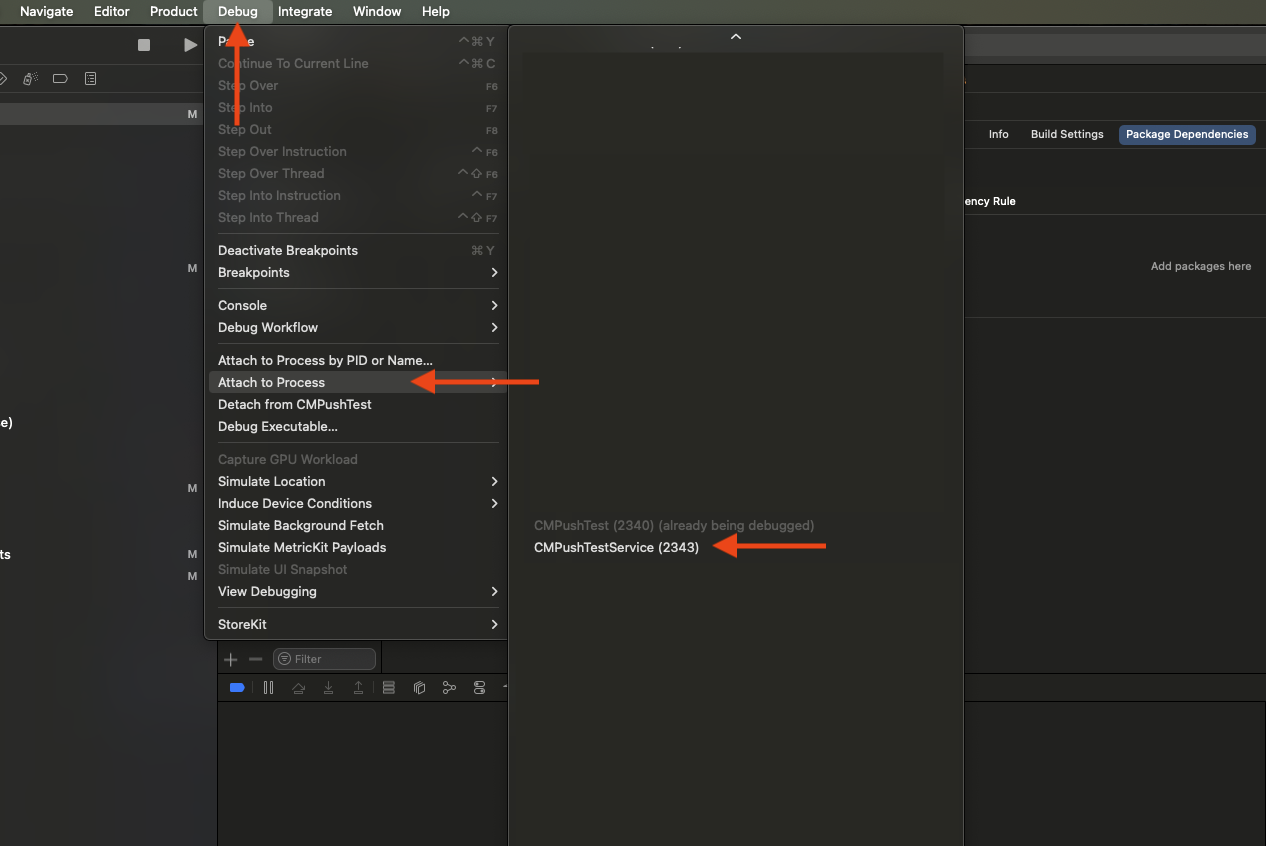 Navigate Editor Product Debug Integrate Window Help
Pause ^⌘Y
Continue To Current Line ^⌘C
Step Over F6
Step Into F7
Step Out F8
Step Over Instruction ^F6
Step Over Thread ^⇧F6
Step Into Instruction ^F7
Step Into Thread ^⇧F7
Deactivate Breakpoints ⌘Y
Breakpoints
Console
Debug Workflow
Attach to Process by PID or Name...
Attach to Process
Detach from CMPushTest
Debug Executable...
Capture GPU Workload
Simulate Location
Induce Device Conditions
Simulate Background Fetch
Simulate MetricKit Payloads
Simulate UI Snapshot
View Debugging
StoreKit
CMPushTest (2340) (already being debugged)
CMPushTestService (2343)
M
M
e)
M
ts
M
M
Info Build Settings Package Dependencies
ency Rule
Add packages here
Filter